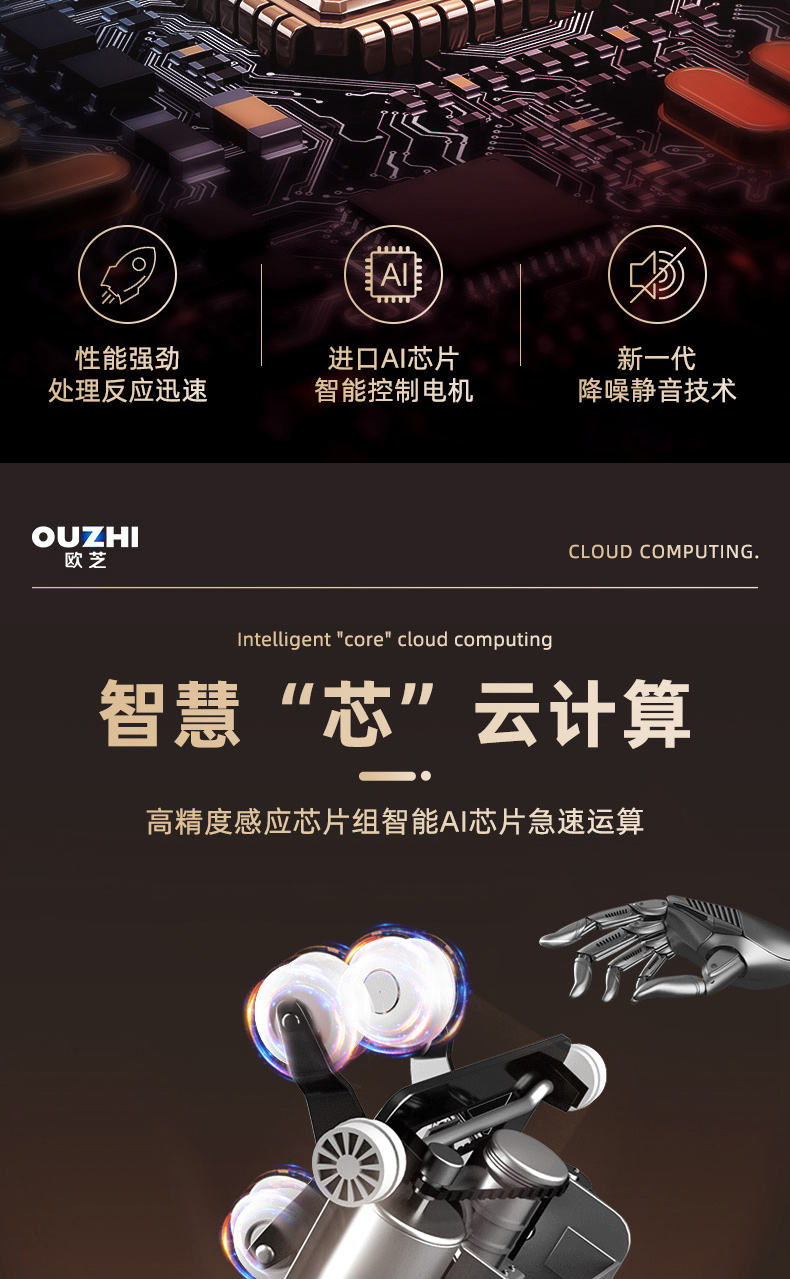 AI
性能强劲
处理反应迅速
进口AI芯片
智能控制电机
新一代
降噪静音技术
OUZHI
欧芝
CLOUD COMPUTING.
Intelligent "core" cloud computing
智慧“芯”云计算
高精度感应芯片组智能AI芯片急速运算